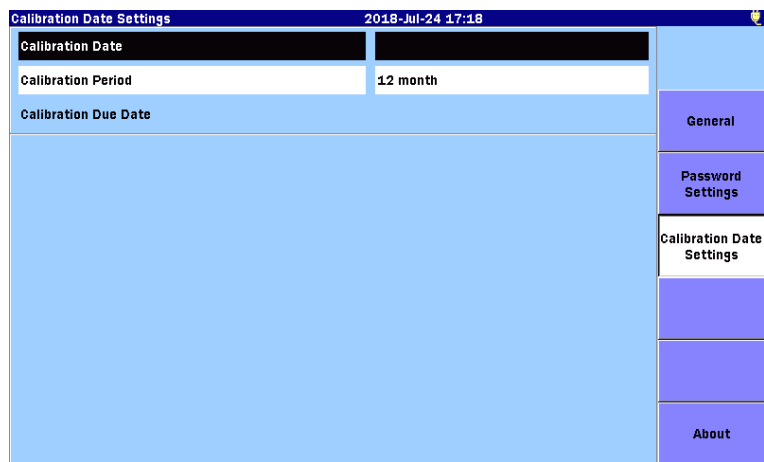 Calibration Date Settings 2018-Jul-24 17:18
Calibration Date
Calibration Period 12 month
Calibration Due Date
General
Password
Settings
Calibration Date
Settings
About